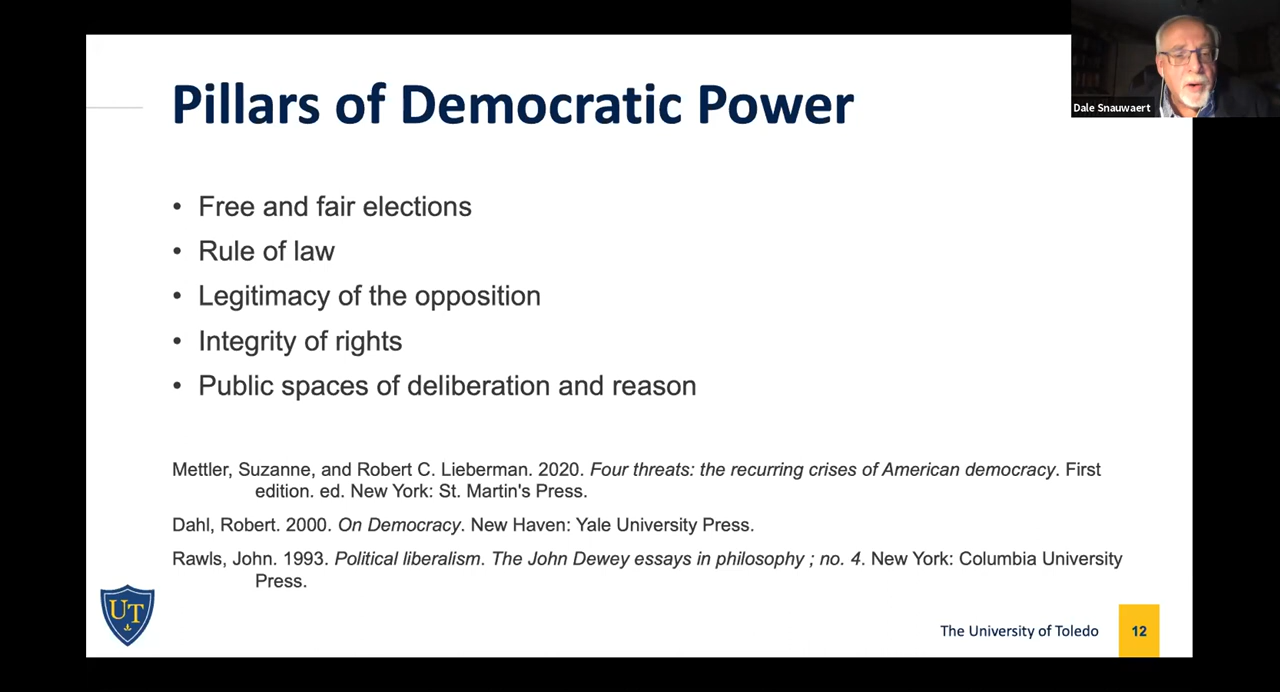 Pillars of Democratic Power
Dale Snauwaert
• Free and fair elections
• Rule of law
• Legitimacy of the opposition
• Integrity of rights
• Public spaces of deliberation and reason
Mettler, Suzanne, and Robert C. Lieberman. 2020. Four threats: the recurring crises of American democracy. First
edition. ed. New York: St. Martin's Press.
Dahl, Robert. 2000. On Democracy. New Haven: Yale University Press.
Rawls, John. 1993. Political liberalism. The John Dewey essays in philosophy ; no. 4. New York: Columbia University
Press.
UT
The University of Toledo
12